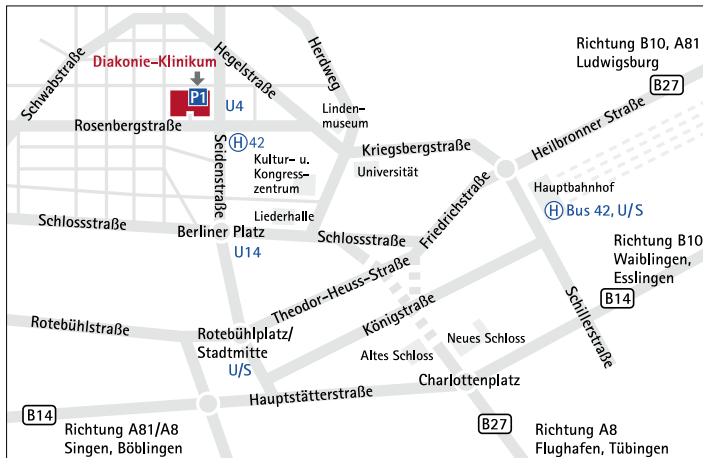 Richtung B10, A81
Ludwigsburg
B27
Schwabstraße
Diakonie-Klinikum
P1
Hegelstraße
Herdweg
U4
Linden-
museum
Rosenbergstraße
Heilbronner Straße
H 42
Seidenstraße
Kriegsbergstraße
Kultur- u.
Kongress-
zentrum
Universität
Friedrichstraße
Hauptbahnhof
H Bus 42, U/S
Liederhalle
Schlossstraße
Berliner Platz
Schlossstraße
U14
Richtung B10
Waiblingen,
Esslingen
B14
Theodor-Heuss-Straße
Königstraße
Schillerstraße
Rotebühlstraße
Rotebühlplatz/
Stadtmitte
U/S
Neues Schloss
Altes Schloss
Charlottenplatz
Hauptstätterstraße
B14
Richtung A81/A8
Singen, Böblingen
B27
Richtung A8
Flughafen, Tübingen